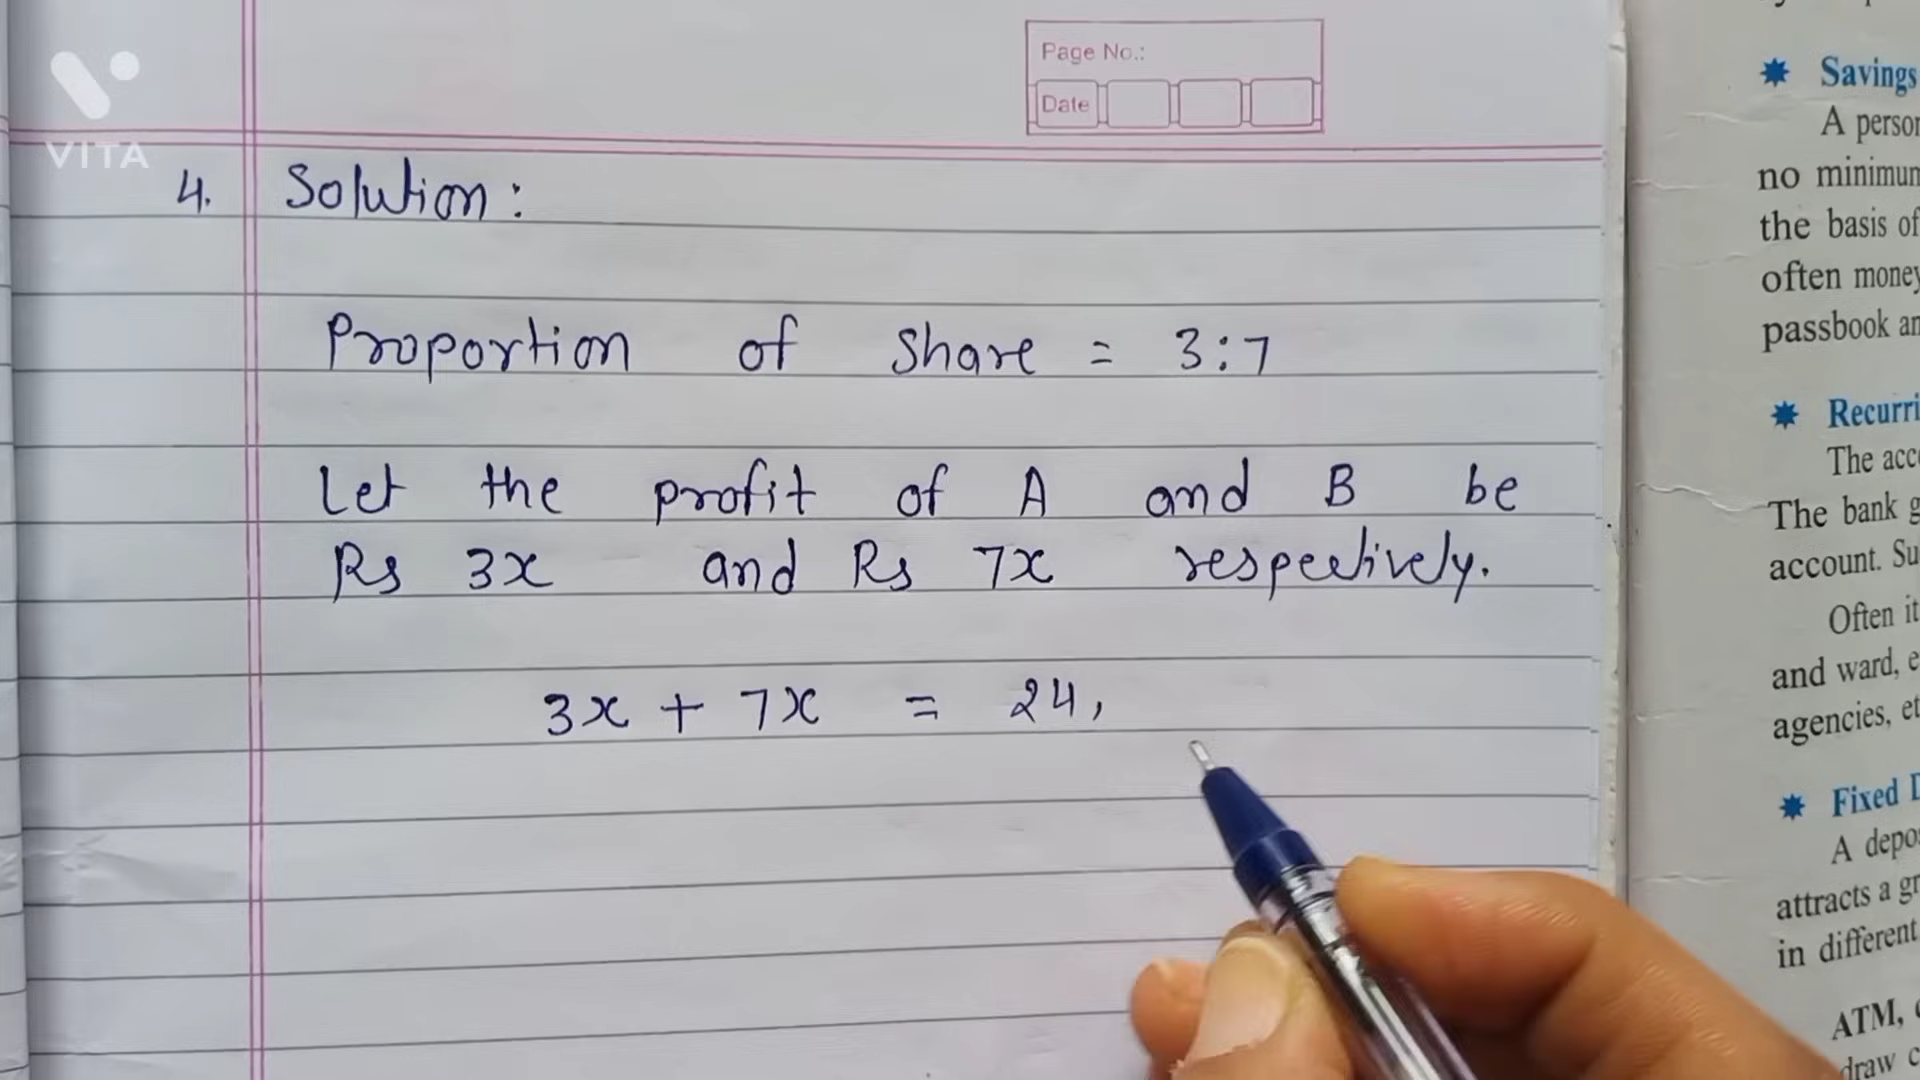 VITA
Page No.:
Date
4. Solution:
Proportion of Share = 3:7
Let the profit of A and B be
Rs 3x and Rs 7x respectively.
3x + 7x = 24,
Savings
A person
no minimum
the basis of
often money
passbook
Recurri
The acc
The bank g
account. Su
Often it
and ward, e
agencies, et
Fixed D
A depo
attracts a gr
in different
ATM,
draw c